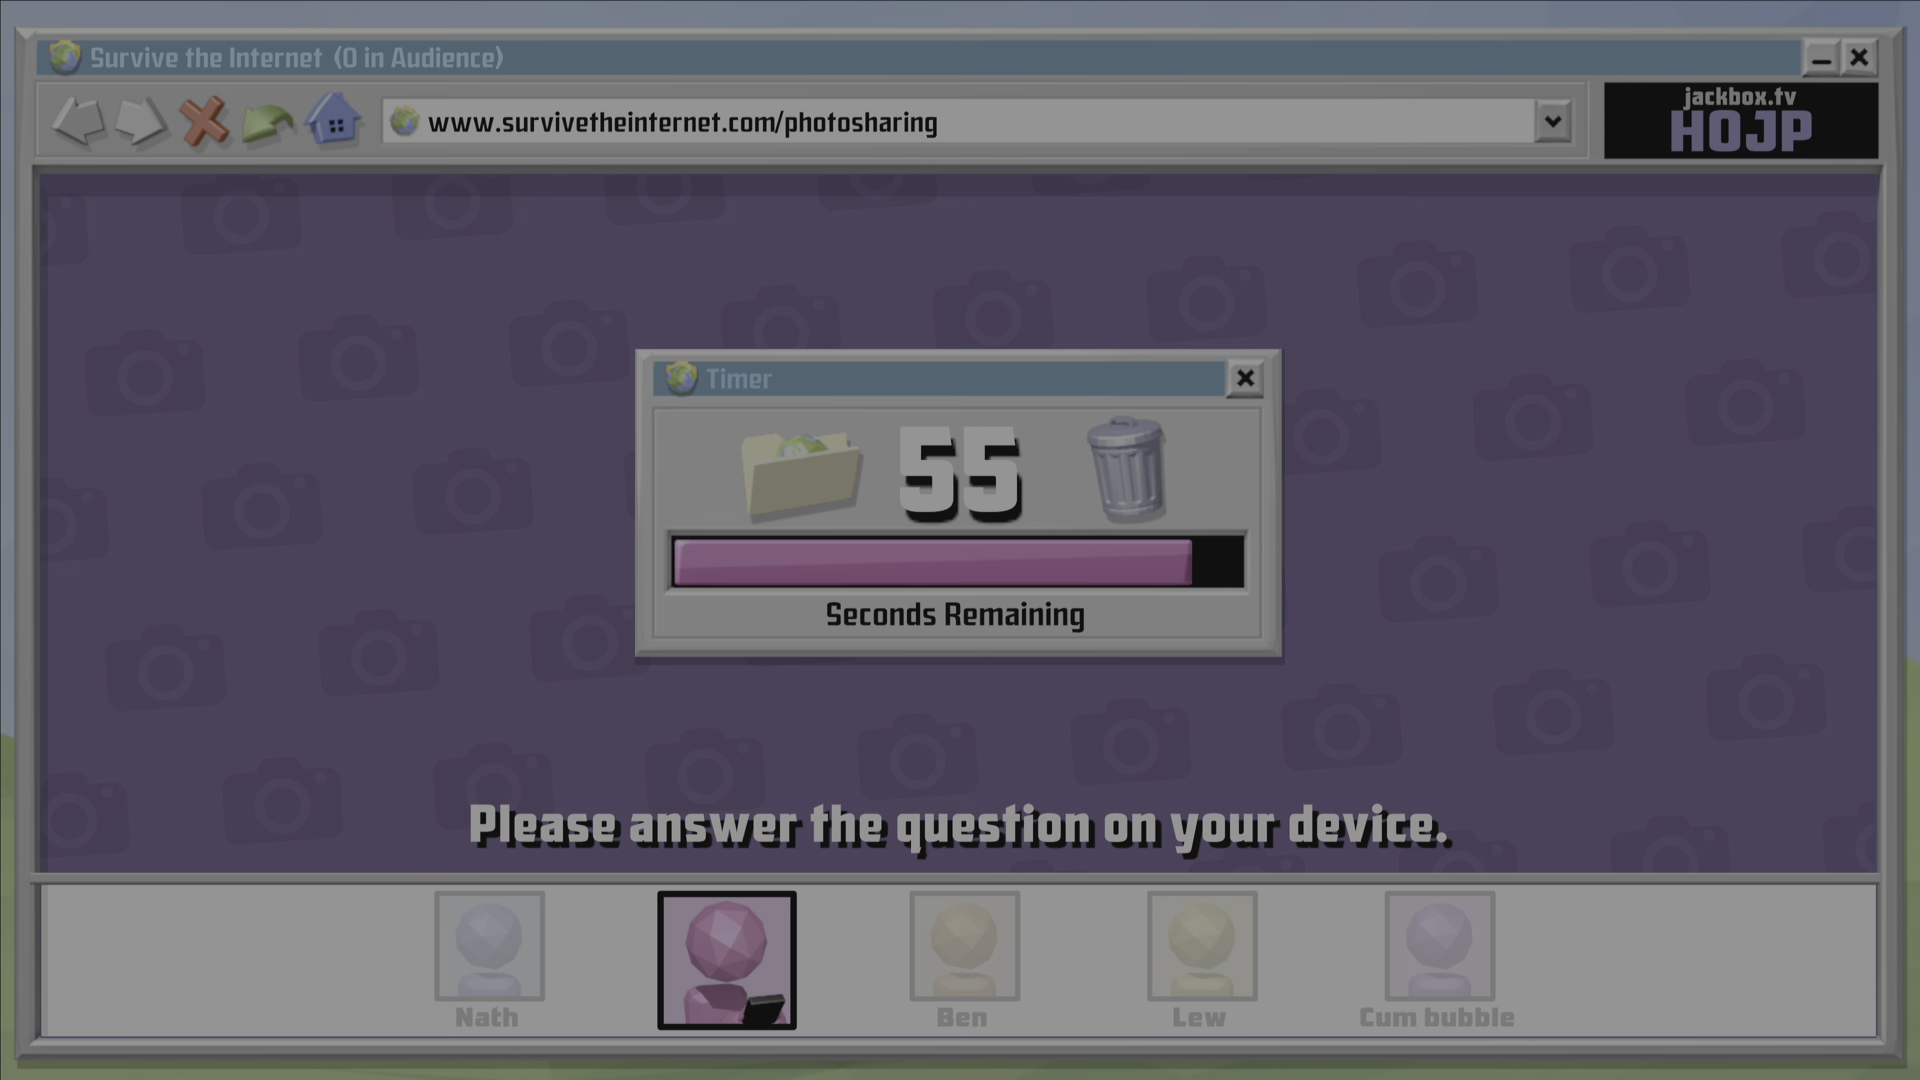 Survive the Internet (0 in Audience)
www.survivetheinternet.com/photosharing
jackbox.tv
HOJP
Timer
55
Seconds Remaining
Please answer the question on your device.
Nath
Ben
Lew
Cum bubble